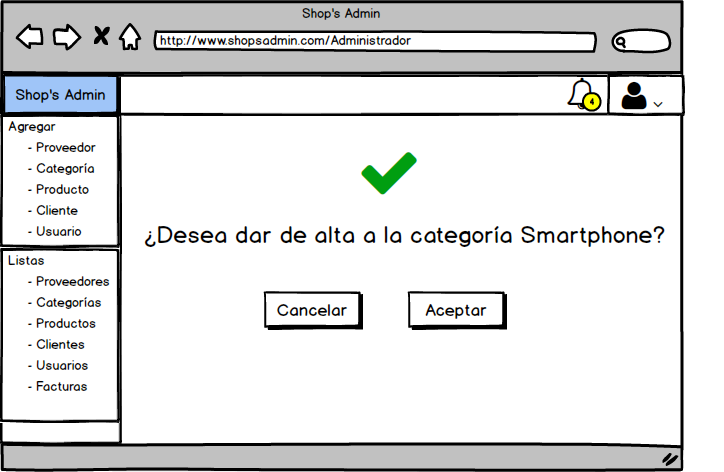 Shop's Admin
http://www.shopsadmin.com/Administrador
Shop's Admin
4
Agregar
- Proveedor
- Categoría
- Producto
- Cliente
- Usuario
Listas
- Proveedores
- Categorías
- Productos
- Clientes
- Usuarios
- Facturas
¿Desea dar de alta a la categoría Smartphone?
Cancelar
Aceptar